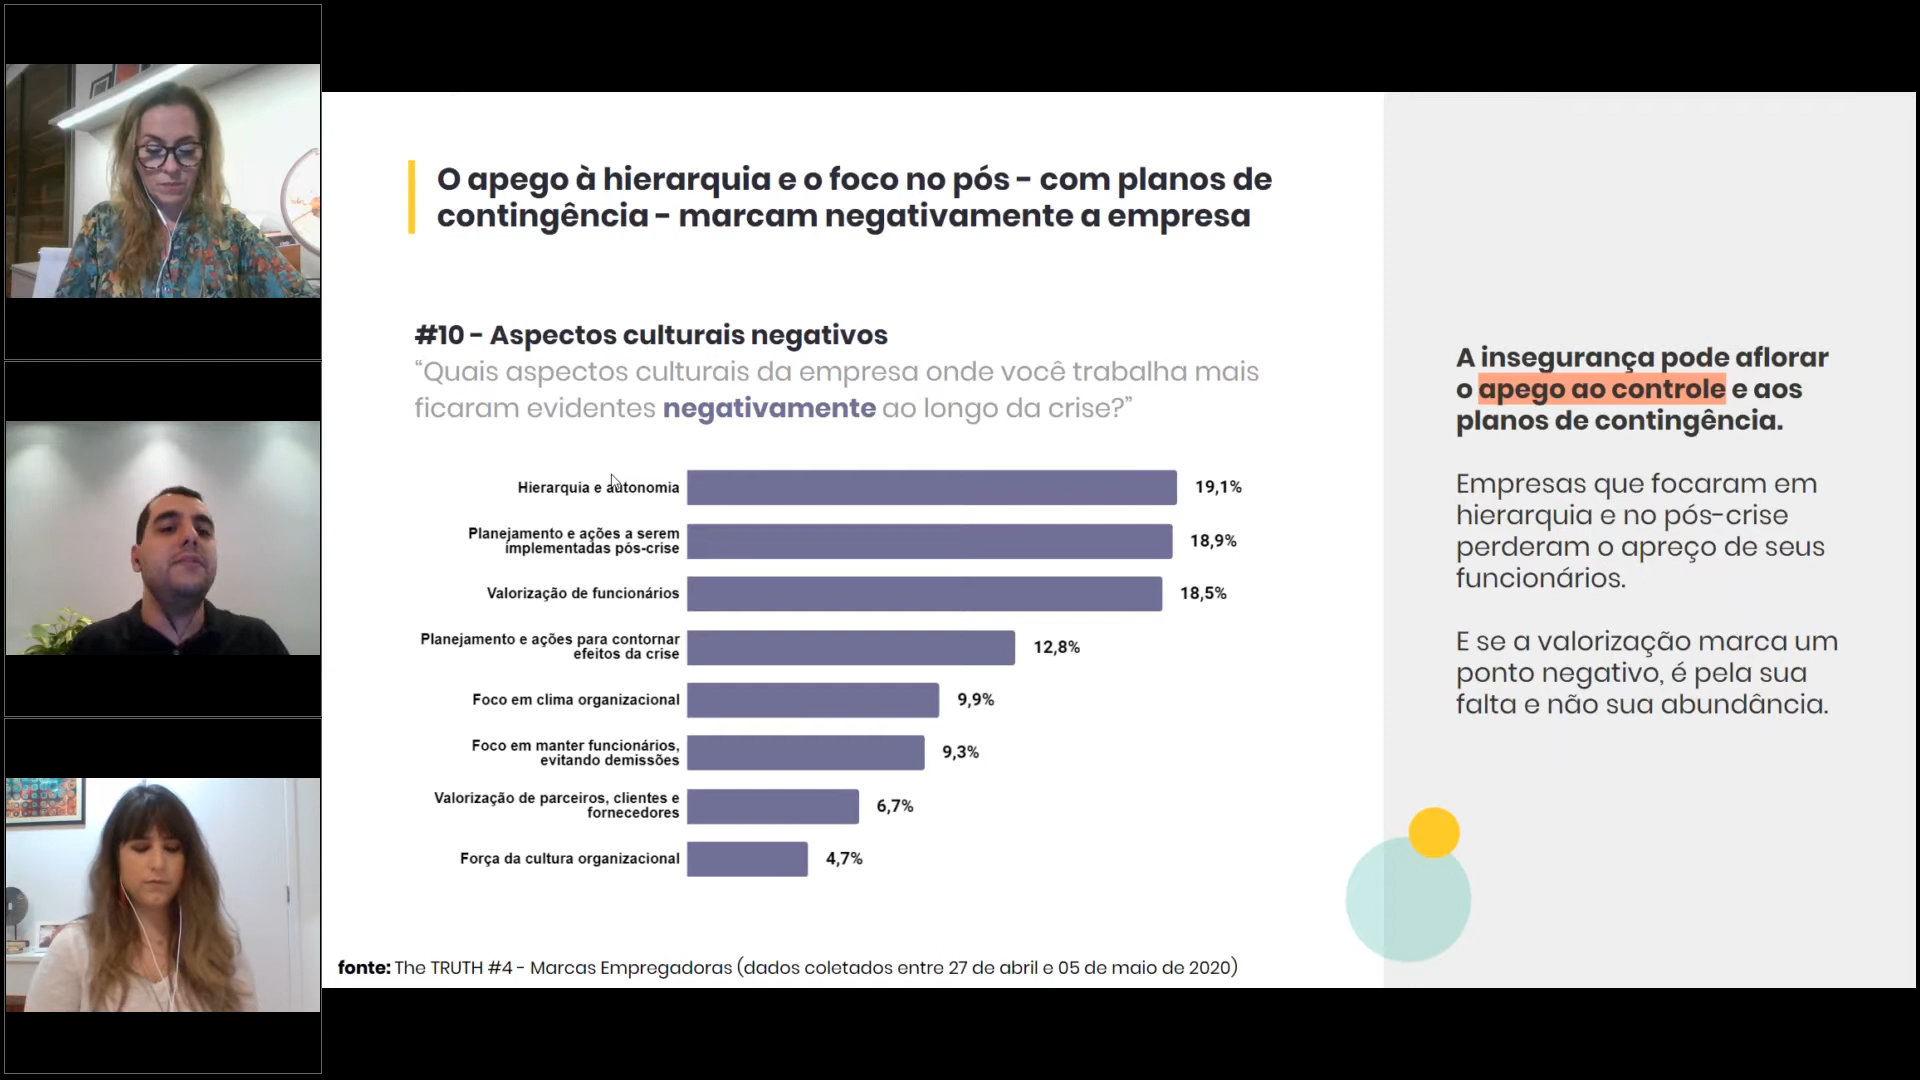 O apego à hierarquia e o foco no pós - com planos de
contingência - marcam negativamente a empresa
#10 - Aspectos culturais negativos
“Quais aspectos culturais da empresa onde você trabalha mais
ficaram evidentes negativamente ao longo da crise?”
Hierarquia e autonomia
19,1%
Planejamento e ações a serem
implementadas pós-crise
18,9%
Valorização de funcionários
18,5%
Planejamento e ações para contornar
efeitos da crise
12,8%
Foco em clima organizacional
9,9%
Foco em manter funcionários,
evitando demissões
9,3%
Valorização de parceiros, clientes e
fornecedores
6,7%
Força da cultura organizacional
4,7%
fonte: The TRUTH #4 - Marcas Empregadoras (dados coletados entre 27 de abril e 05 de maio de 2020)
A insegurança pode aflorar
o apego ao controle e aos
planos de contingência.
Empresas que focaram em
hierarquia e no pós-crise
perderam o apreço de seus
funcionários.
E se a valorização marca um
ponto negativo, é pela sua
falta e não sua abundância.